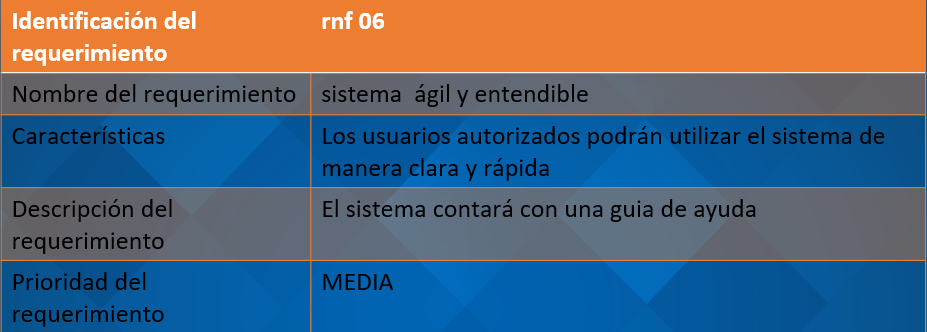 Identificación del requerimiento rnf 06
Nombre del requerimiento sistema ágil y entendible
Características Los usuarios autorizados podrán utilizar el sistema de manera clara y rápida
Descripción del requerimiento El sistema contará con una guia de ayuda
Prioridad del requerimiento MEDIA